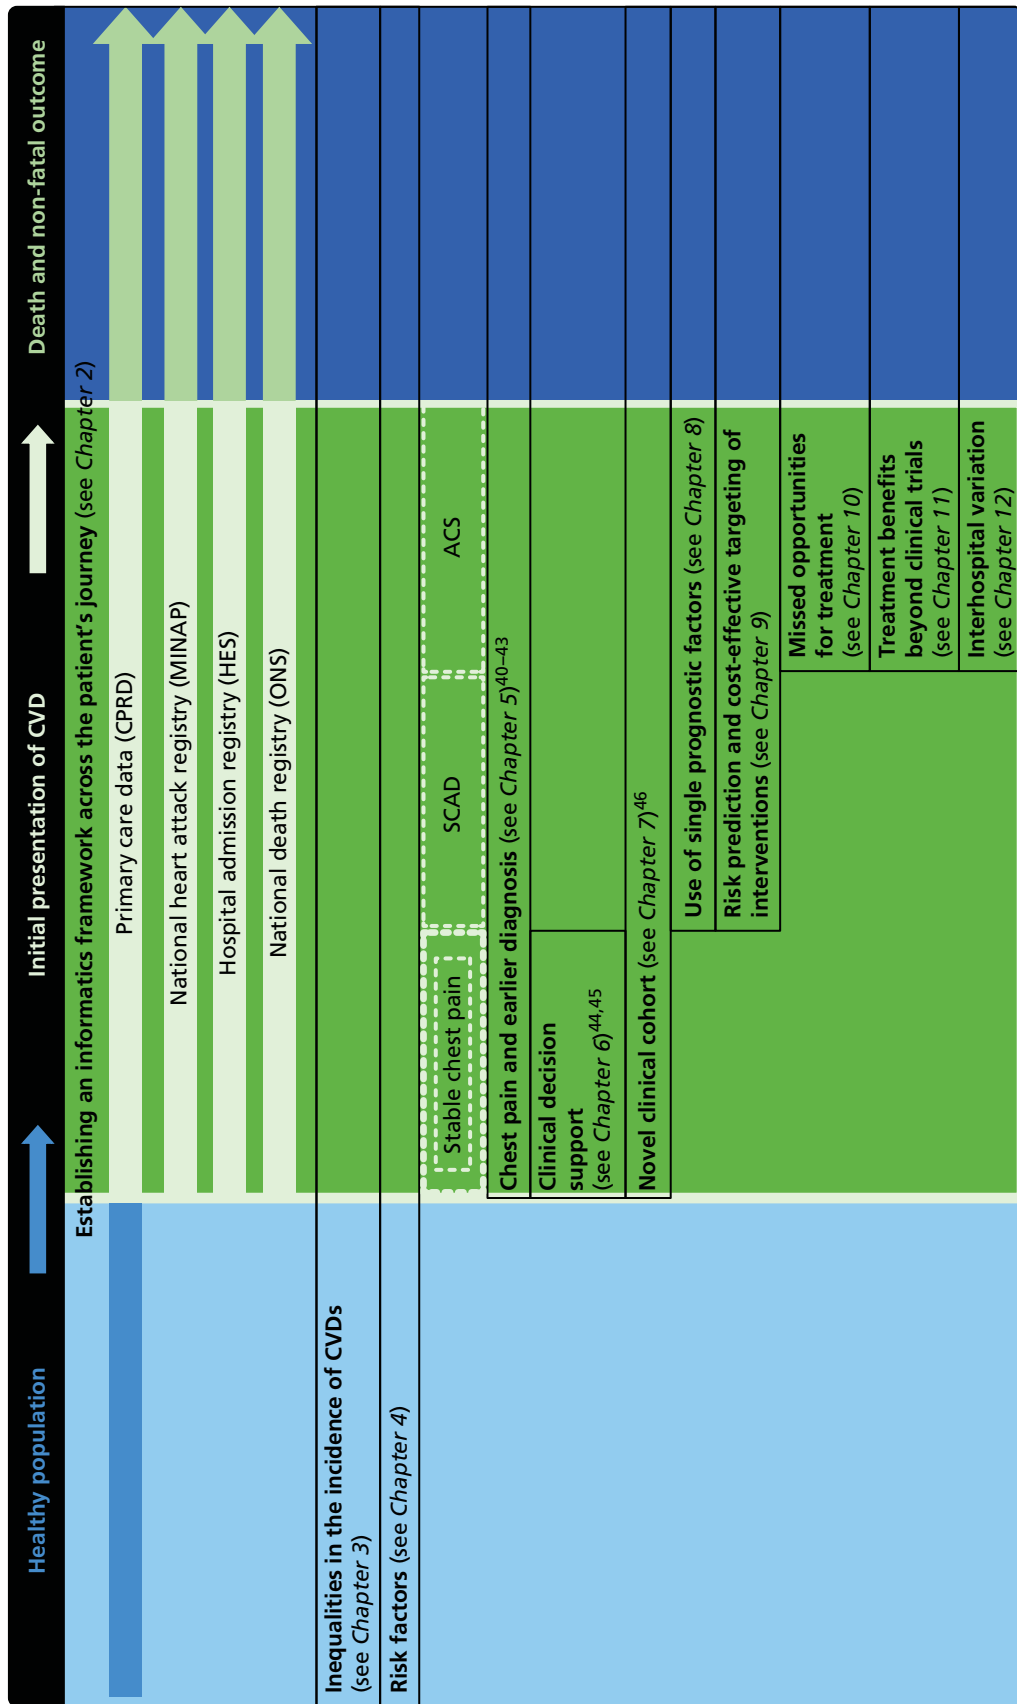 Healthy population
Initial presentation of CVD
Death and non-fatal outcome
Establishing an informatics framework across the patient's journey (see Chapter 2)
Primary care data (CPRD)
National heart attack registry (MINAP)
Hospital admission registry (HES)
National death registry (ONS)
Inequalities in the incidence of CVDs
(see Chapter 3)
Risk factors (see Chapter 4)
Stable chest pain
SCAD
ACS
Chest pain and earlier diagnosis (see Chapter 5)40–43
Clinical decision
support
(see Chapter 6)44,45
Novel clinical cohort (see Chapter 7)46
Use of single prognostic factors (see Chapter 8)
Risk prediction and cost-effective targeting of
interventions (see Chapter 9)
Missed opportunities
for treatment
(see Chapter 10)
Treatment benefits
beyond clinical trials
(see Chapter 11)
Interhospital variation
(see Chapter 12)